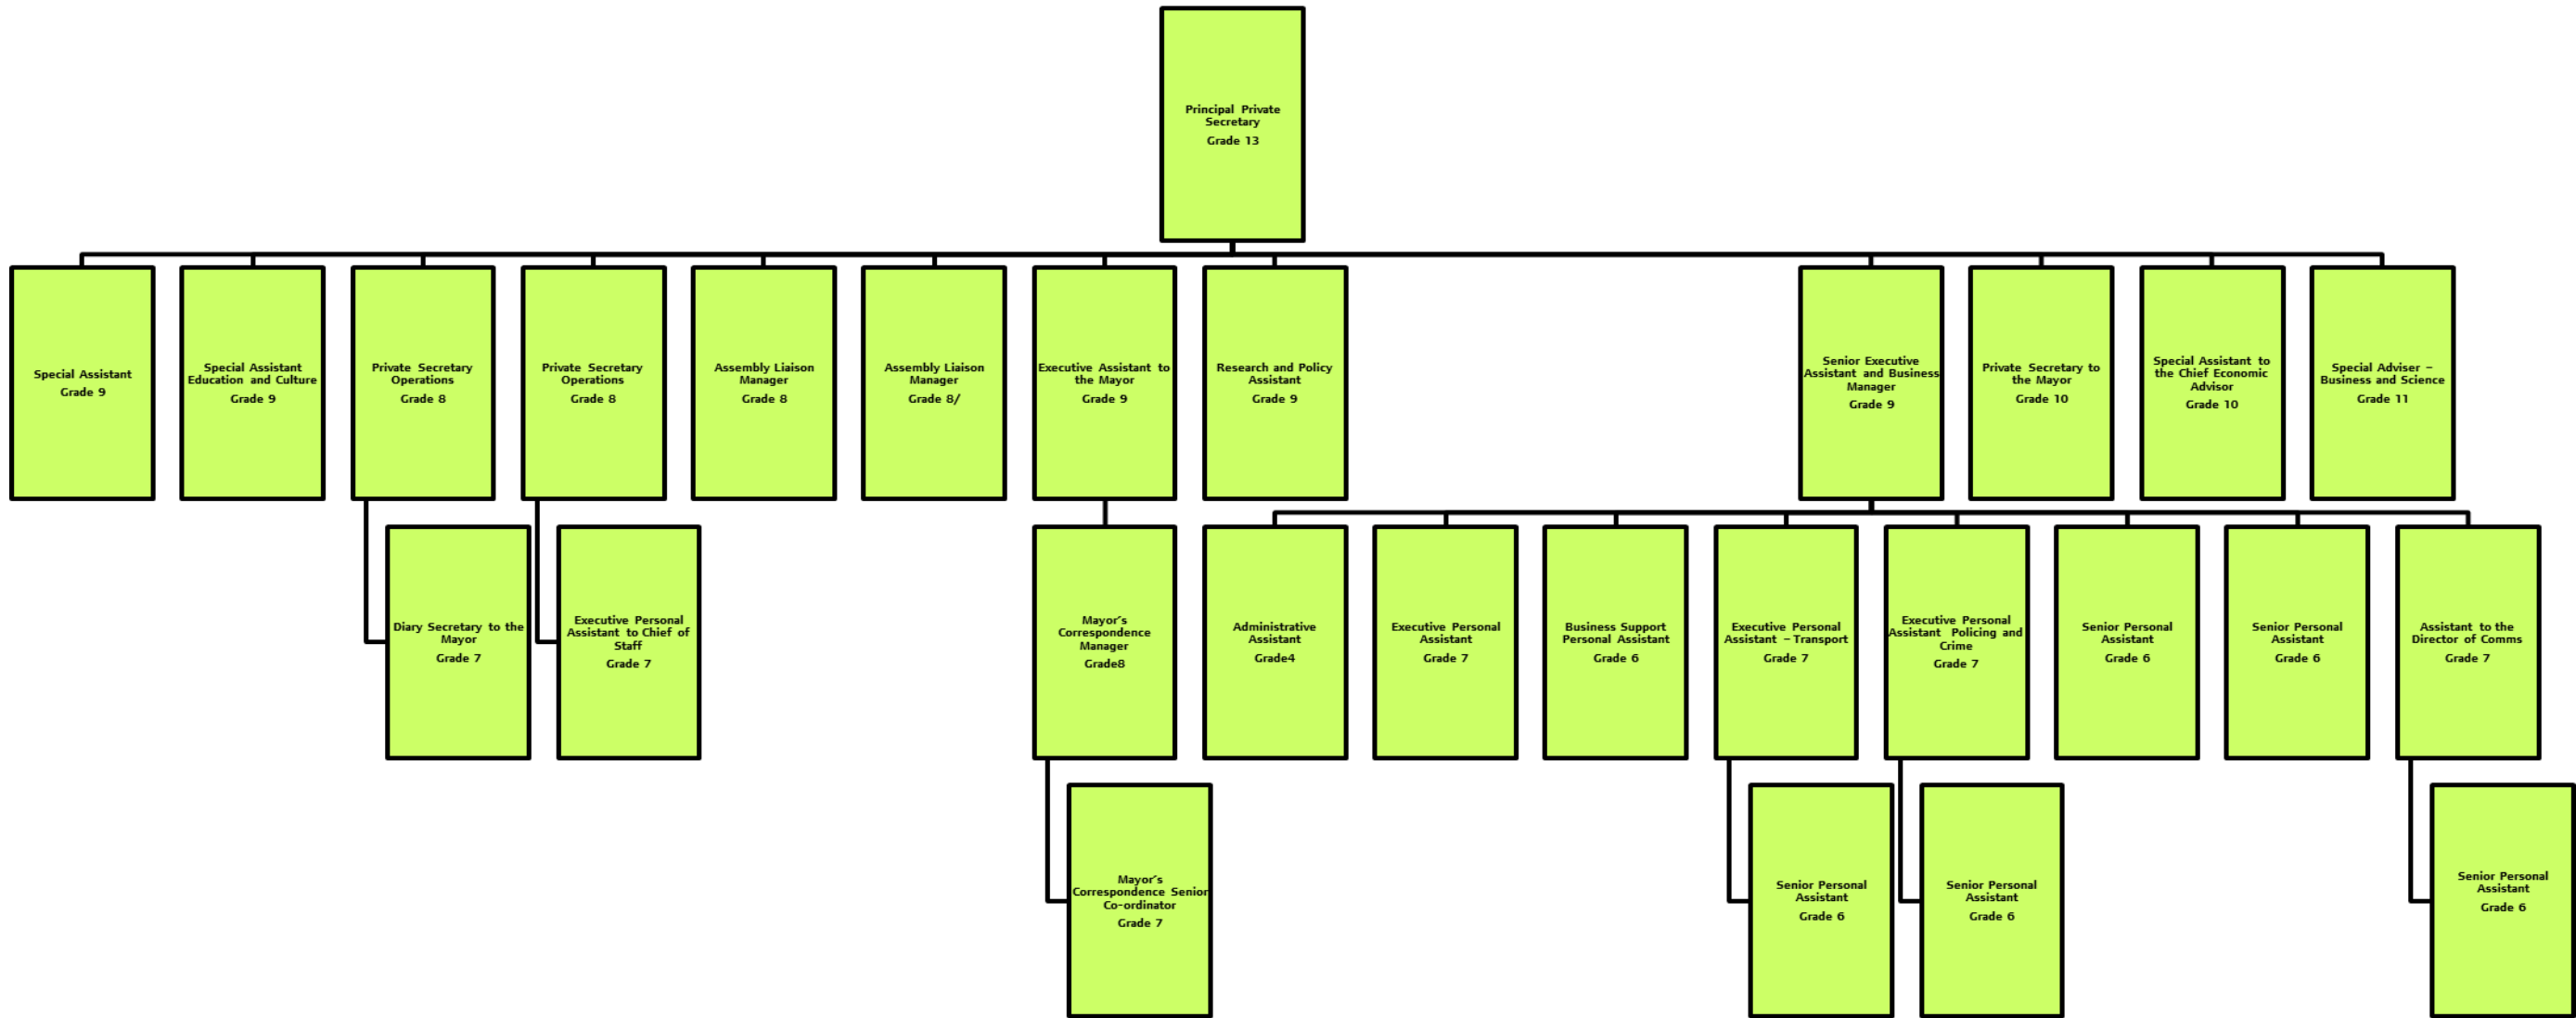 Principal Private
Secretary
Grade 13
Special Assistant
Grade 9
Special Assistant
Education and Culture
Grade 9
Private Secretary
Operations
Grade 8
Private Secretary
Operations
Grade 8
Assembly Liaison
Manager
Grade 8
Assembly Liaison
Manager
Grade 8/
Executive Assistant to
the Mayor
Grade 9
Research and Policy
Assistant
Grade 9
Senior Executive
Assistant and Business
Manager
Grade 9
Private Secretary to
the Mayor
Grade 10
Special Assistant to
the Chief Economic
Advisor
Grade 10
Special Adviser –
Business and Science
Grade 11
Diary Secretary to the
Mayor
Grade 7
Executive Personal
Assistant to Chief of
Staff
Grade 7
Mayor's
Correspondence
Manager
Grade8
Administrative
Assistant
Grade4
Executive Personal
Assistant
Grade 7
Business Support
Personal Assistant
Grade 6
Executive Personal
Assistant – Transport
Grade 7
Executive Personal
Assistant Policing and
Crime
Grade 7
Senior Personal
Assistant
Grade 6
Senior Personal
Assistant
Grade 6
Assistant to the
Director of Comms
Grade 7
Mayor's
Correspondence Senior
Co-ordinator
Grade 7
Senior Personal
Assistant
Grade 6
Senior Personal
Assistant
Grade 6
Senior Personal
Assistant
Grade 6